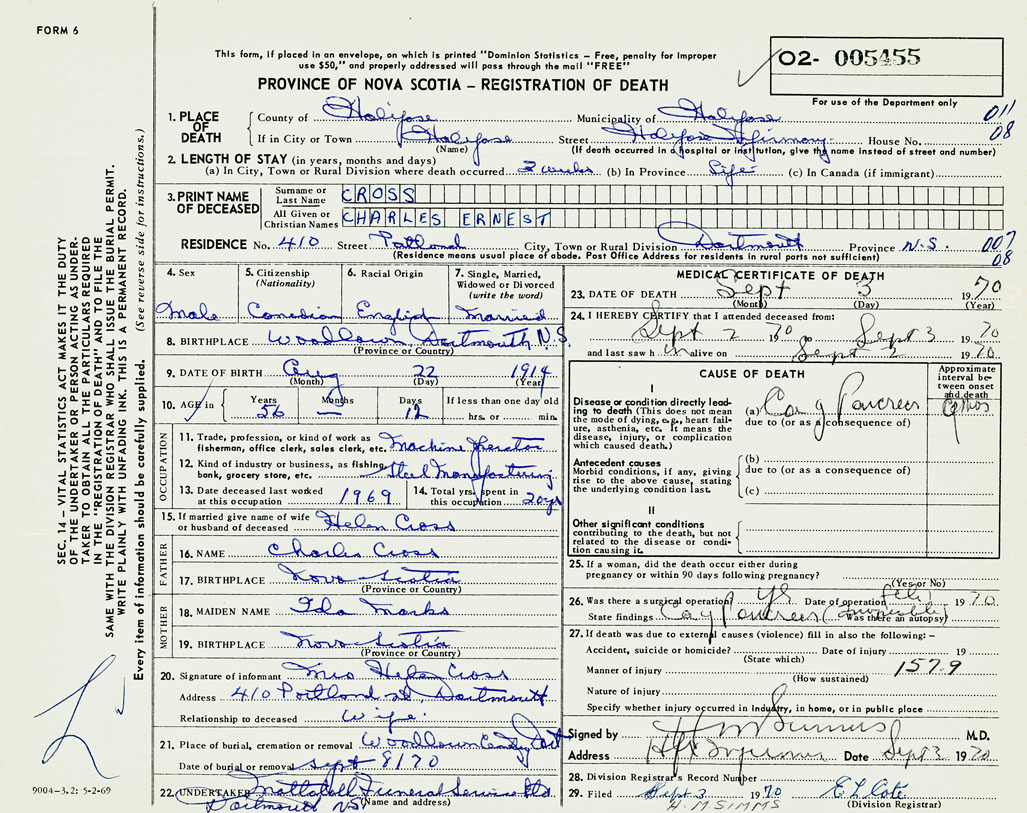 FORM 6
This form, if placed in an envelope, on which is printed "Dominion Statistics – Free, penalty for improper
use $50," and properly addressed will pass through the mail "FREE"
PROVINCE OF NOVA SCOTIA – REGISTRATION OF DEATH
02- 005455
For use of the Department only
011
08
1. PLACE OF DEATH
County of Halifax Municipality of Halifax
If in City or Town Halifax Street Halifax Infirmary House No.
(Name) (If death occurred in a hospital or institution, give the name instead of street and number)
2. LENGTH OF STAY (in years, months and days)
(a) In City, Town or Rural Division where death occurred 3 weeks (b) In Province Life (c) In Canada (if immigrant)
3. PRINT NAME OF DECEASED
Surname or Last Name CROSS
All Given or Christian Names CHARLES ERNEST
RESIDENCE No. 410 Street Portland City, Town or Rural Division Dartmouth Province N.S. 007
(Residence means usual place of abode. Post Office Address for residents in rural parts not sufficient) 08
4. Sex
Male
5. Citizenship (Nationality)
Canadian
6. Racial Origin
English
7. Single, Married, Widowed or Divorced (write the word)
Married
8. BIRTHPLACE Woodlawn Dartmouth N.S.
(Province or Country)
9. DATE OF BIRTH Aug 22 1914
(Month) (Day) (Year)
10. AGE in Years Months Days If less than one day old
56 — 12 hrs. or min.
OCCUPATION
11. Trade, profession, or kind of work as
fisherman, office clerk, sales clerk, etc. Machine Operator
12. Kind of industry or business, as fishing,
bank, grocery store, etc. Steel Manufactering
13. Date deceased last worked
at this occupation 1969
14. Total yrs. spent in
this occupation 20 yrs
15. If married give name of wife
or husband of deceased Helen Cross
FATHER
16. NAME Charles Cross
17. BIRTHPLACE Nova Scotia
(Province or Country)
MOTHER
18. MAIDEN NAME Ida Marks
19. BIRTHPLACE Nova Scotia
(Province or Country)
20. Signature of informant Mrs Helen Cross
Address 410 Portland St, Dartmouth
Relationship to deceased Wife
21. Place of burial, cremation or removal Woodlawn Dart
Date of burial or removal Sept 8/70
22. UNDERTAKER Mattatall Funeral Service Ltd
Dartmouth NS (Name and address)
MEDICAL CERTIFICATE OF DEATH
23. DATE OF DEATH Sept 3 1970
(Month) (Day) (Year)
24. I HEREBY CERTIFY that I attended deceased from:
Sept 2 70 19 to Sept 3 1970
and last saw h im alive on Sept 2 1970
CAUSE OF DEATH
Approximate interval between onset and death
I
Disease or condition directly leading to death (This does not mean the mode of dying, e.g., heart failure, asthenia, etc. It means the disease, injury, or complication which caused death.)
(a) Ca of Pancreas
due to (or as a consequence of)
Antecedent causes
Morbid conditions, if any, giving rise to the above cause, stating the underlying condition last.
(b)
due to (or as a consequence of)
(c)
II
Other significant conditions
contributing to the death, but not related to the disease or condition causing it.
25. If a woman, did the death occur either during
pregnancy or within 90 days following pregnancy?
(Yes or No)
26. Was there a surgical operation yes Date of operation 1970
State findings Ca of Pancreas (inoperable) Was there an autopsy
27. If death was due to external causes (violence) fill in also the following: –
Accident, suicide or homicide? Date of injury 19
(State which)
Manner of injury 157.9
(How sustained)
Nature of injury
Specify whether injury occurred in industry, in home, or in public place
Signed by M.D.
Address Hfx Infirmary Date Sept 3 1970
28. Division Registrar's Record Number
29. Filed Sept 3 1970 E L Cote
H. M SIMMS (Division Registrar)
SEC. 14 – VITAL STATISTICS ACT MAKES IT THE DUTY
OF THE UNDERTAKER OR PERSON ACTING AS UNDERTAKER TO OBTAIN ALL THE PARTICULARS REQUIRED
IN THE "REGISTRATION OF DEATH" AND TO FILE THE
SAME WITH THE DIVISION REGISTRAR WHO SHALL ISSUE THE BURIAL PERMIT.
WRITE PLAINLY WITH UNFADING INK. THIS IS A PERMANENT RECORD.
Every item of information should be carefully supplied. (See reverse side for instructions.)
9004-3.2: 5-2-69